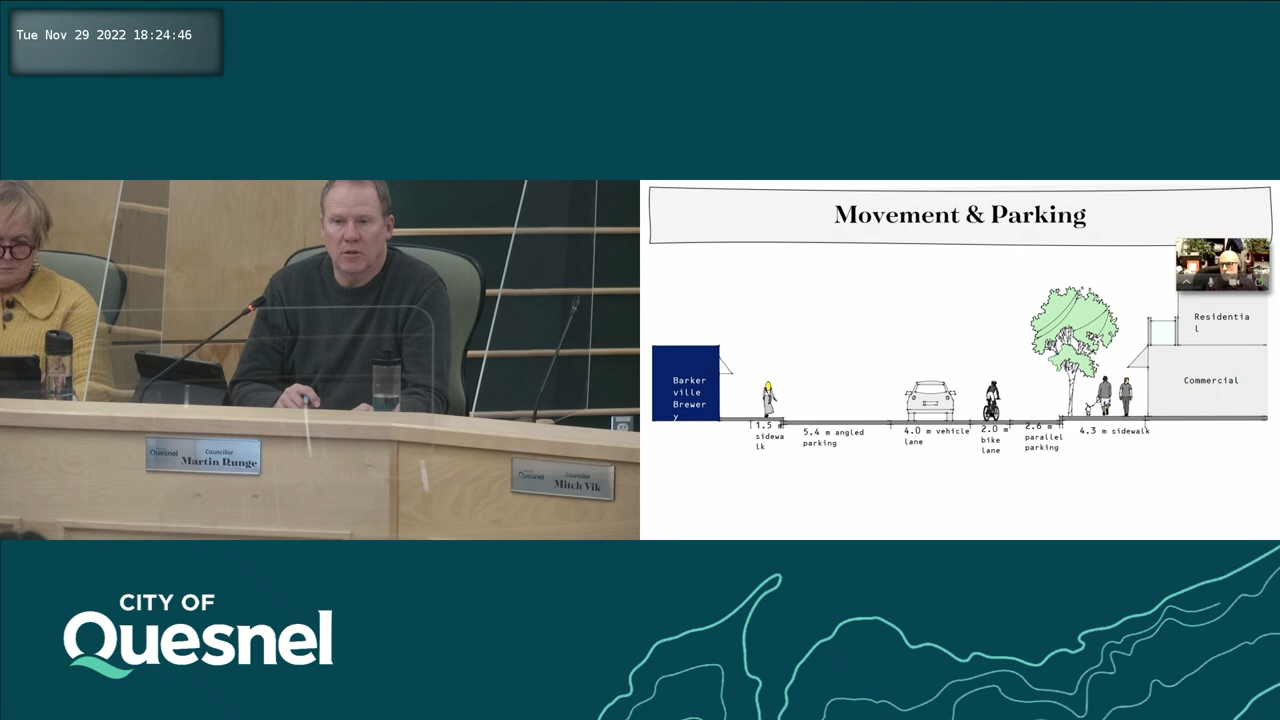 Tue Nov 29 2022 18:24:46
Movement & Parking
Residentia
l
Commercial
Barker
ville
Brewer
y
1.5 m
sidewa
lk
5.4 m angled
parking
4.0 m vehicle
lane
2.0 m
bike
lane
2.6 m
parallel
parking
4.3 m sidewalk
Quesnel
Councillor
Martin Runge
Quesnel
Councillor
Mitch Vik
CITY OF
Quesnel